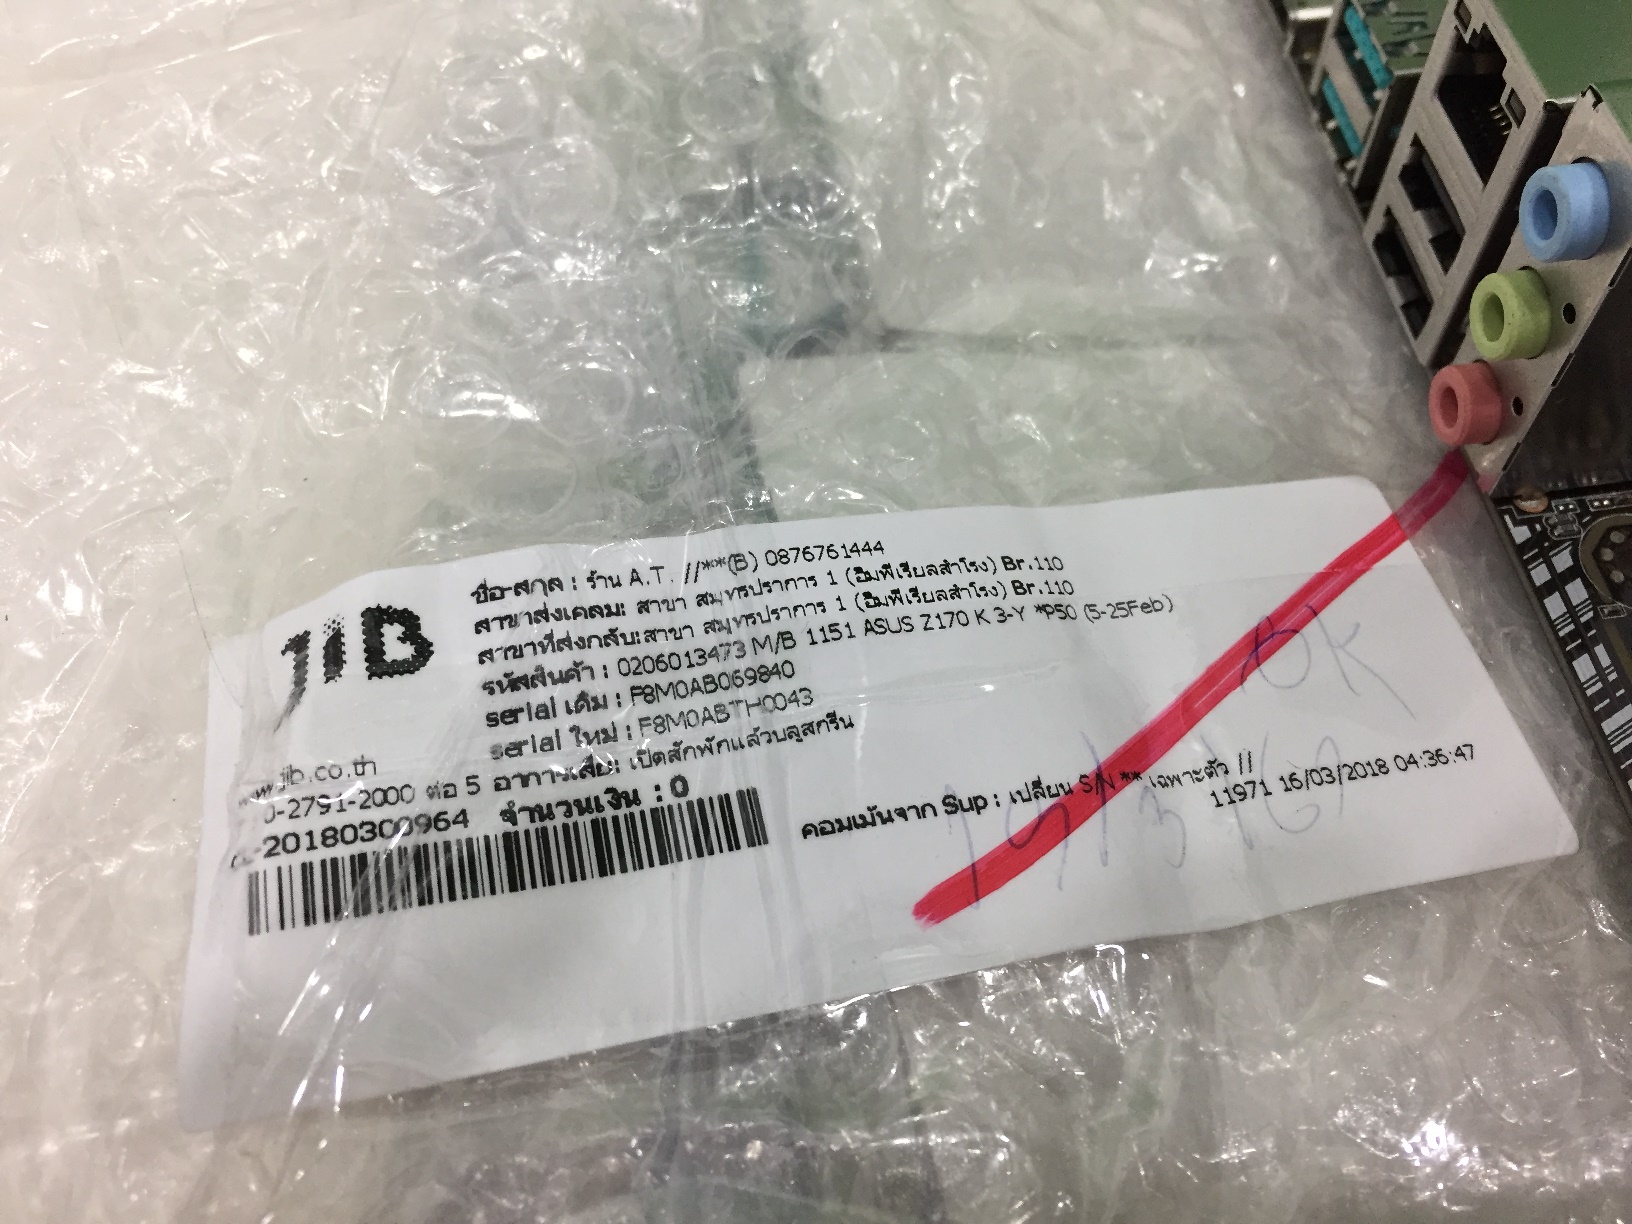 JIB
ชื่อ-สกุล : ร้าน A.T. //***(B) 0876761444
สาขาส่งเคลม: สาขา สมุทรปราการ 1 (อิมพีเรียลสำโรง) Br.110
สาขาที่ส่งกลับ:สาขา สมุทรปราการ 1 (อิมพีเรียลสำโรง) Br.110
รหัสสินค้า : 0206013473 M/B 1151 ASUS Z170 K 3-Y *P50 (5-25Feb)
serial เดิม : F8M0AB069840
serial ใหม่ : F8M0ABTH0043
www.jib.co.th
0-2791-2000 ต่อ 5 อาการเสีย: เปิดสักพักแล้วบลูสกรีน
-20180300964 จำนวนเงิน : 0
คอมเม้นจาก Sup : เปลี่ยน S/N ** เฉพาะตัว //
11971 16/03/2018 04:36:47
OK